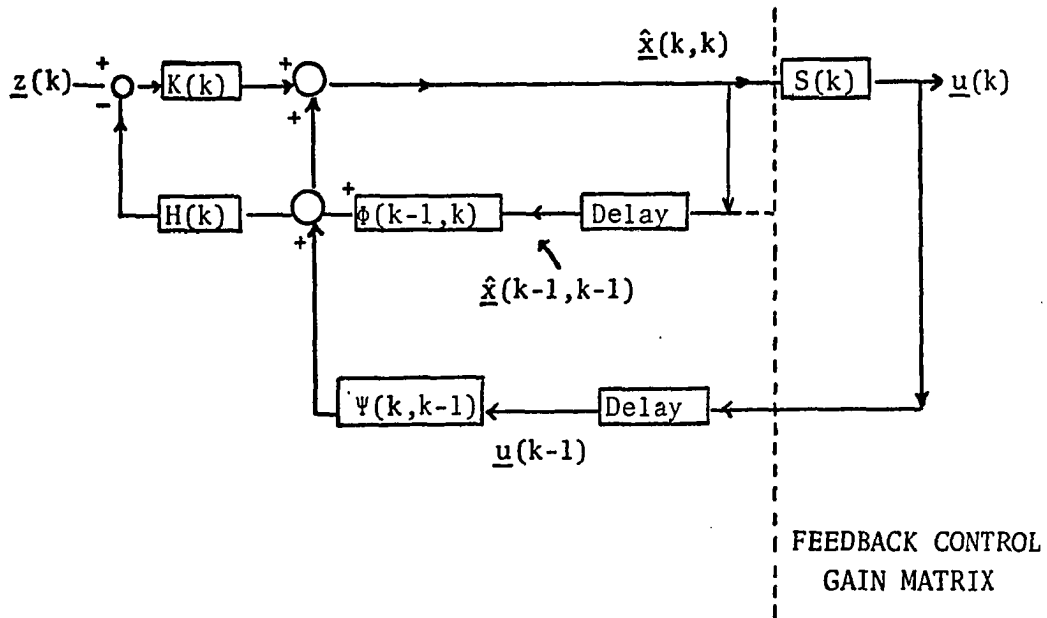 x̂(k,k)
z(k)
+
−
K(k)
+
+
S(k)
u(k)
H(k)
+
+
Φ(k-1,k)
Delay
x̂(k-1,k-1)
Ψ(k,k-1)
Delay
u(k-1)
FEEDBACK CONTROL
GAIN MATRIX